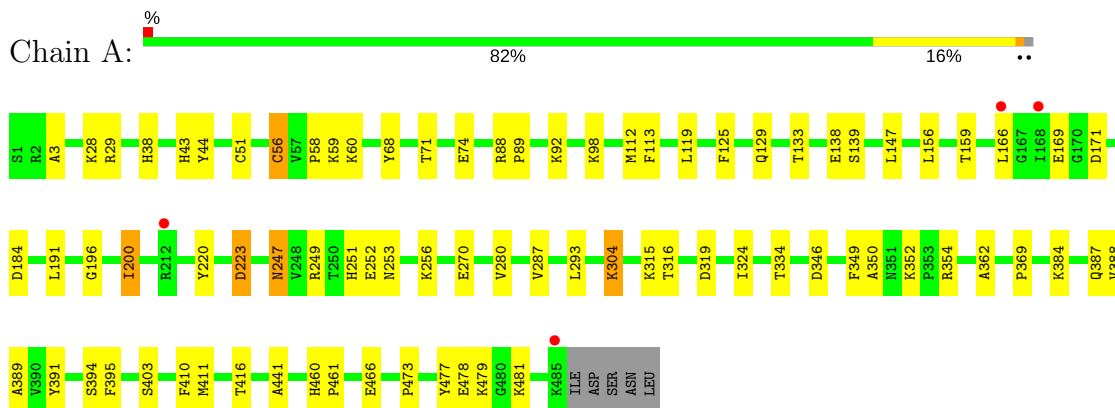 %
Chain A:
82% 16% ••
S1 R2 A3 K28 R29 H38 H43 Y44 C51 C56 V57 P58 K59 K60 Y68 T71 E74 R88 P89 K92 K98 M112 F113 L119 F125 Q129 T133 E138 S139 L147 L156 T159 L166 G167 I168 E169 G170 D171
D184 L191 G196 I200 R212 Y220 D223 N247 V248 R249 T250 H251 E252 N253 K256 E270 V280 V287 L293 K304 K315 T316 D319 I324 T334 D346 F349 A350 N351 K352 P353 R354 A362 P369 K384 Q387 V388
A389 V390 Y391 S394 F395 S403 F410 M411 T416 A441 H460 P461 E466 P473 Y477 E478 K479 G480 K481 K485 ILE ASP SER ASN LEU